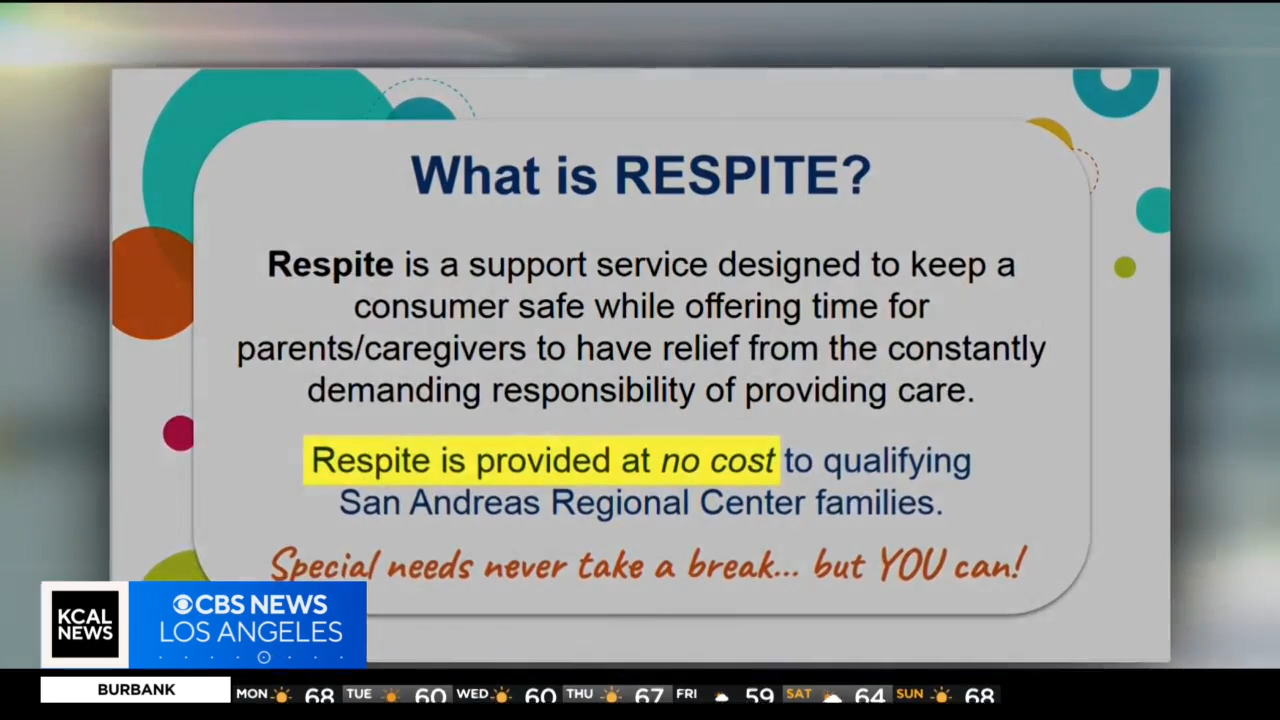 What is RESPITE?
Respite is a support service designed to keep a
consumer safe while offering time for
parents/caregivers to have relief from the constantly
demanding responsibility of providing care.
Respite is provided at no cost to qualifying
San Andreas Regional Center families.
Special needs never take a break... but YOU can!
KCAL
NEWS
CBS NEWS
LOS ANGELES
BURBANK
MON 68 TUE 60 WED 60 THU 67 FRI 59 SAT 64 SUN 68